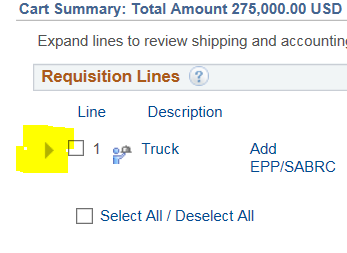 Cart Summary: Total Amount 275,000.00 USD
Expand lines to review shipping and accounting
Requisition Lines ?
Line Description
1 Truck Add
EPP/SABRC
Select All / Deselect All